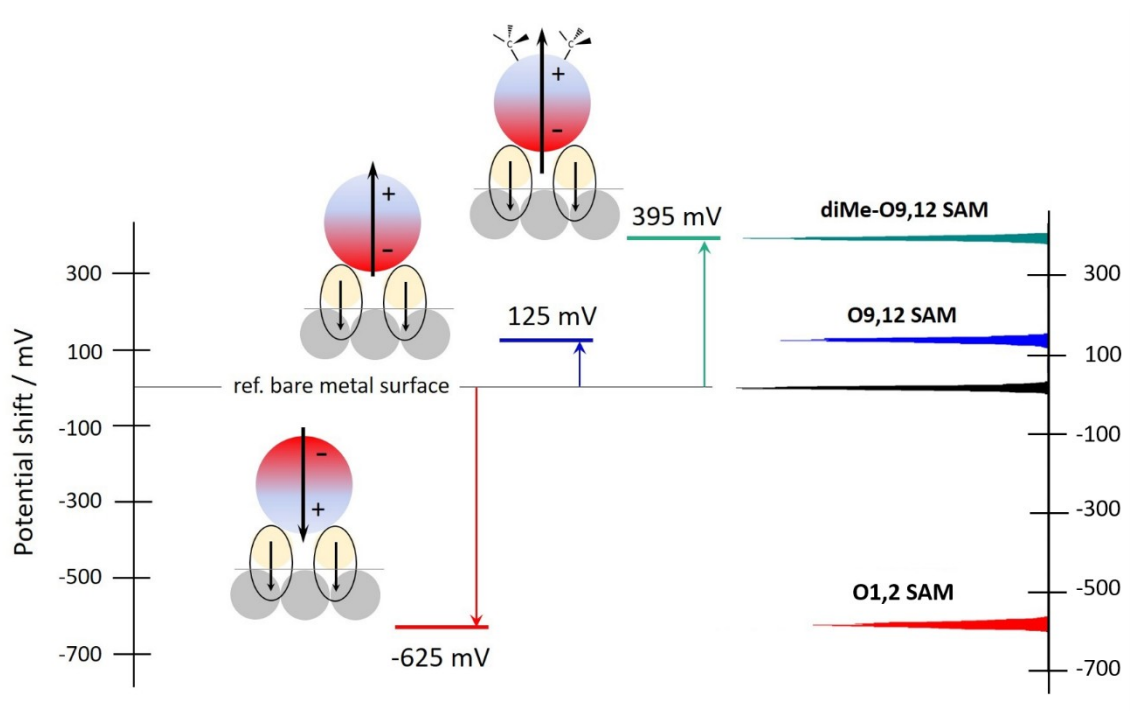 C
C
+
-
395 mV
diMe-O9,12 SAM
+
-
300
300
125 mV
O9,12 SAM
100
100
ref. bare metal surface
Potential shift / mV
-100
-100
-
+
-300
-300
-500
-500
O1,2 SAM
-625 mV
-700
-700